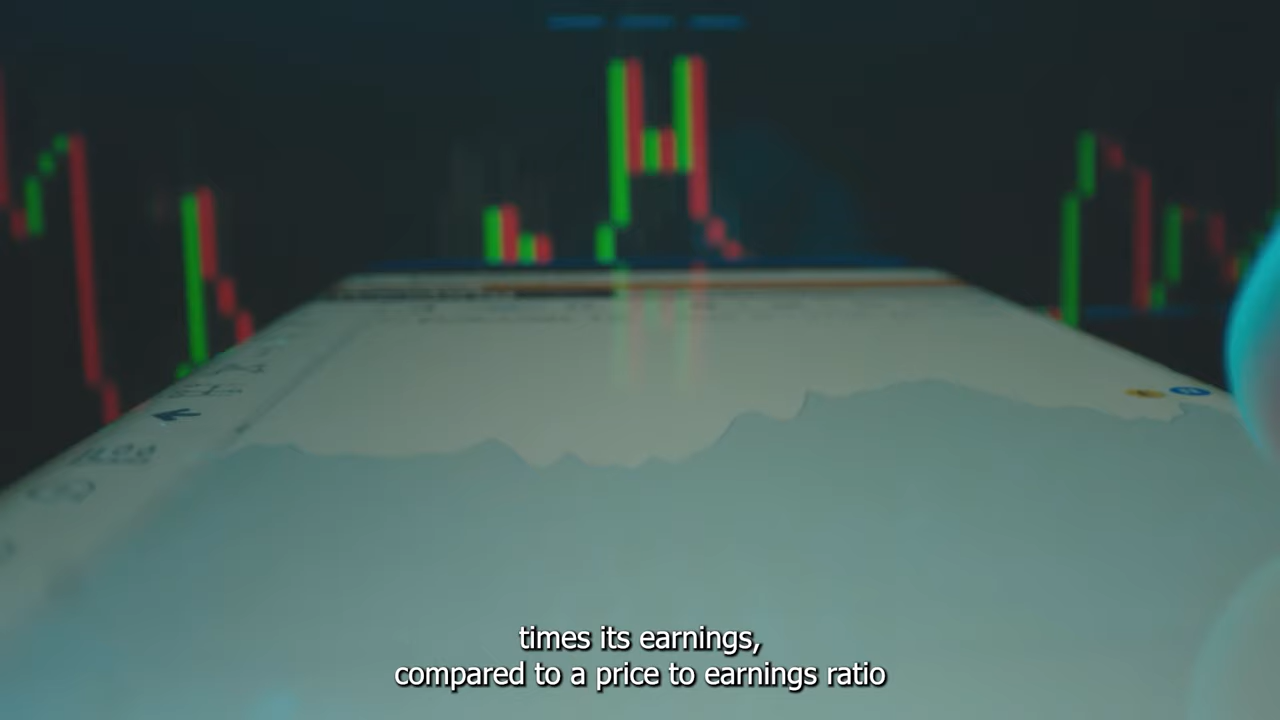 times its earnings,
compared to a price to earnings ratio